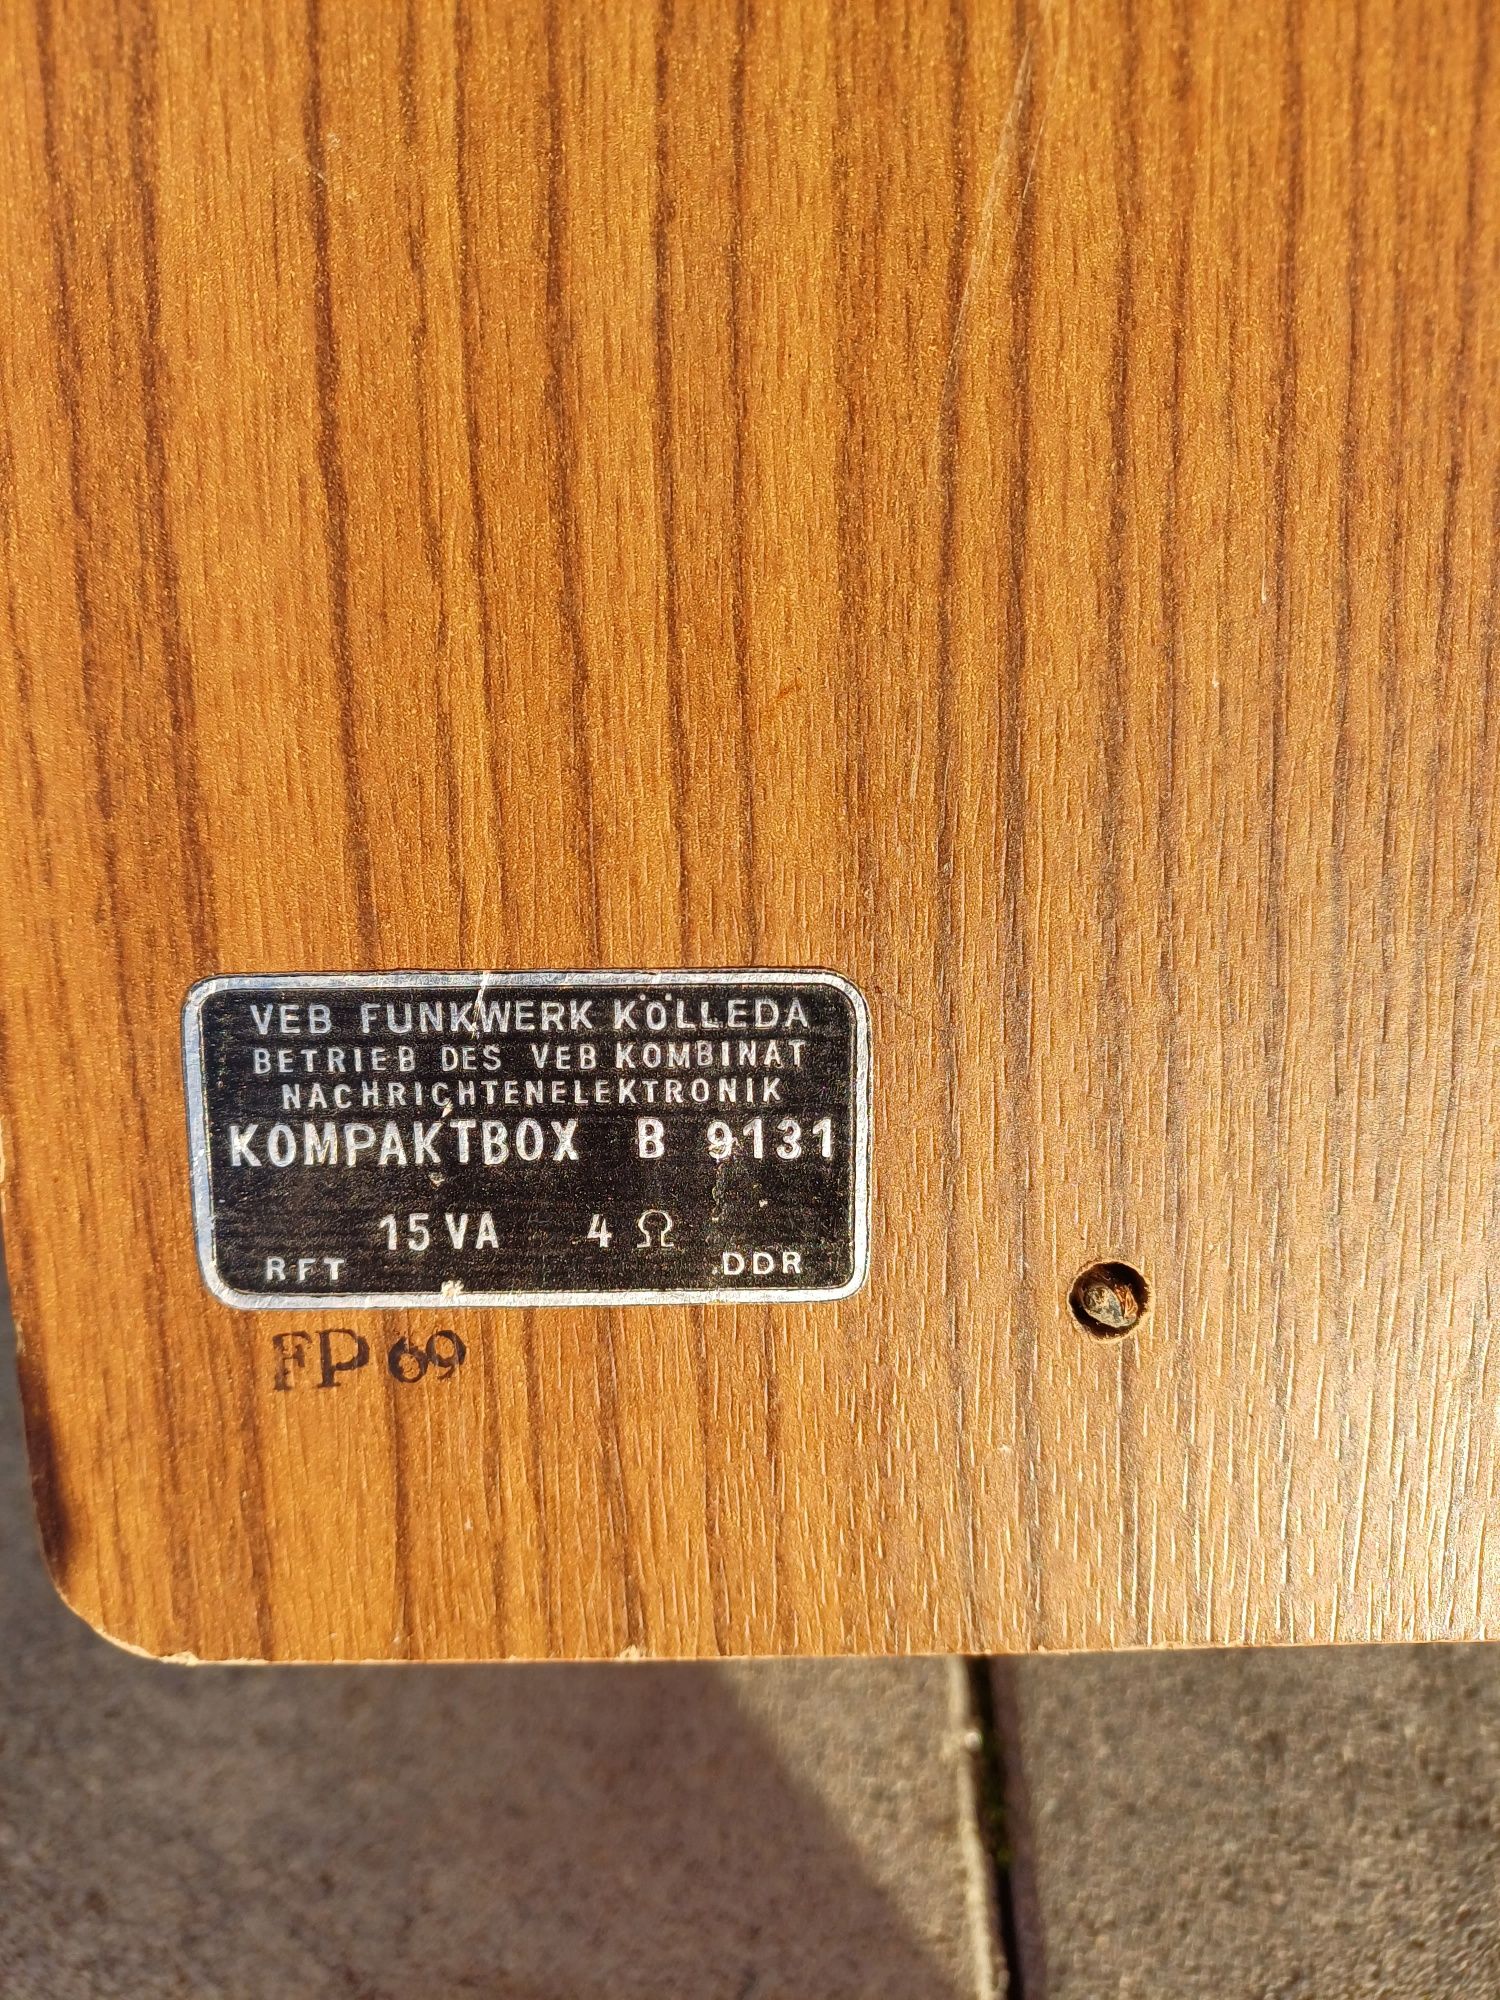 VEB FUNKWERK KÖLLEDA
BETRIEB DES VEB KOMBINAT
NACHRICHTENELEKTRONIK
KOMPAKTBOX B 9131
15 VA 4 Ω
RFT DDR
FP 69